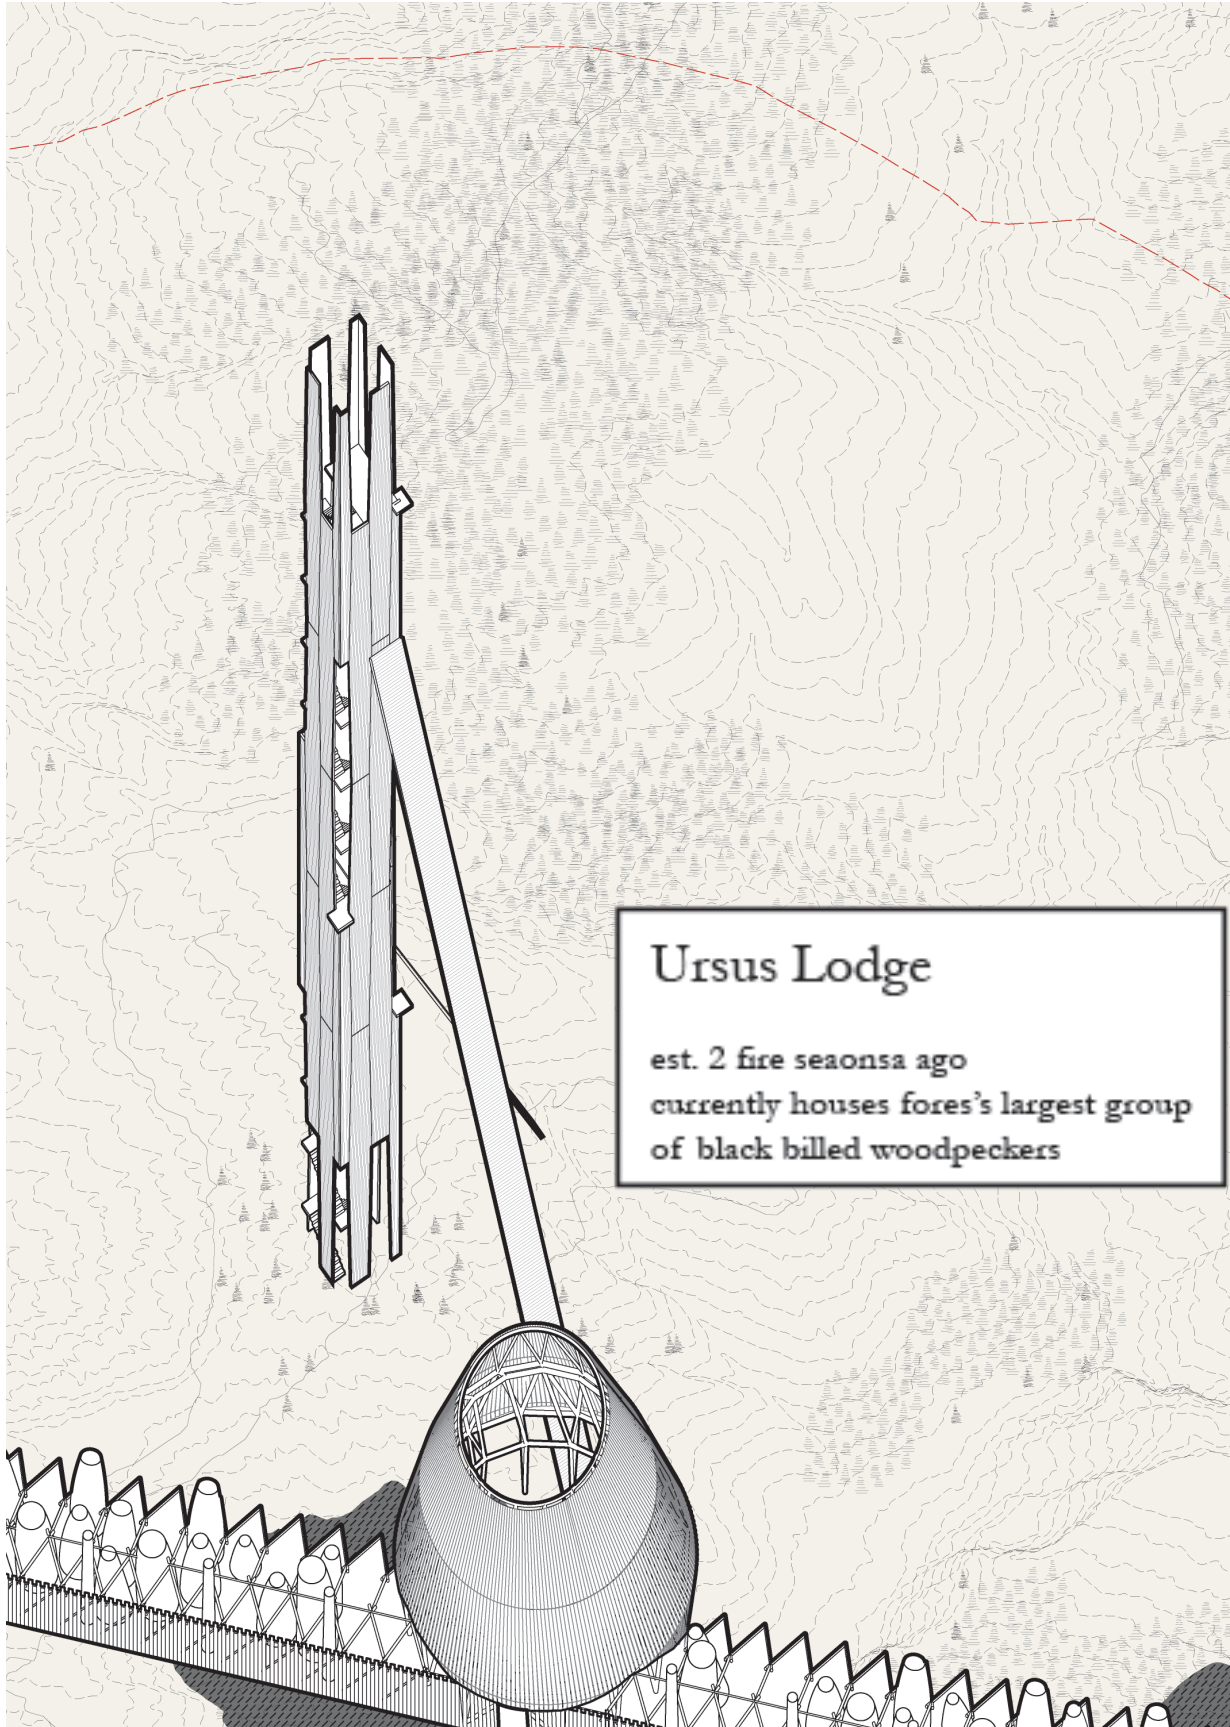 Ursus Lodge
est. 2 fire seaonsa ago
currently houses fores's largest group
of black billed woodpeckers